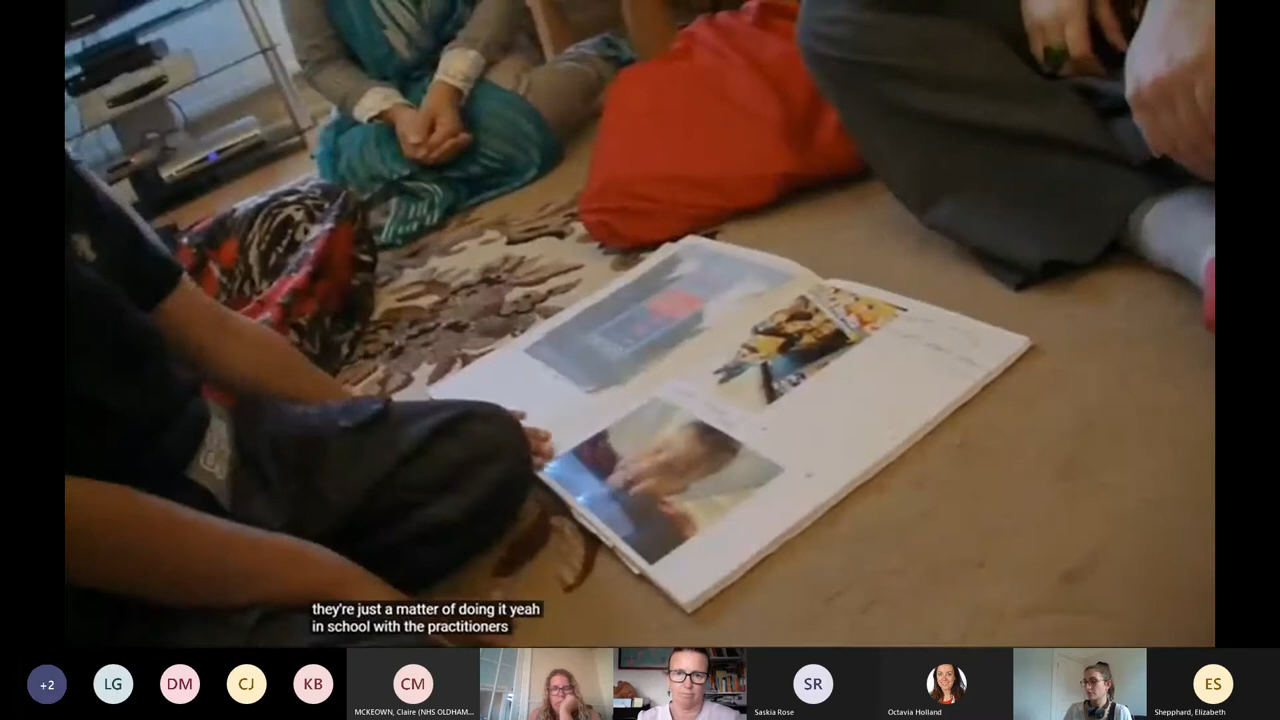 they're just a matter of doing it yeah
in school with the practitioners
+2
LG
DM
CJ
KB
CM
MCKEOWN, Claire (NHS OLDHAM...
SR
Saskia Rose
Octavia Holland
ES
Shepphard, Elizabeth